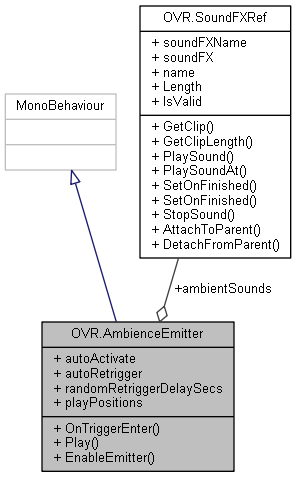 OVR.SoundFXRef
+ soundFXName
+ soundFX
+ name
+ Length
+ IsValid
+ GetClip()
+ GetClipLength()
+ PlaySound()
+ PlaySoundAt()
+ SetOnFinished()
+ SetOnFinished()
+ StopSound()
+ AttachToParent()
+ DetachFromParent()
MonoBehaviour
+ambientSounds
OVR.AmbienceEmitter
+ autoActivate
+ autoRetrigger
+ randomRetriggerDelaySecs
+ playPositions
+ OnTriggerEnter()
+ Play()
+ EnableEmitter()